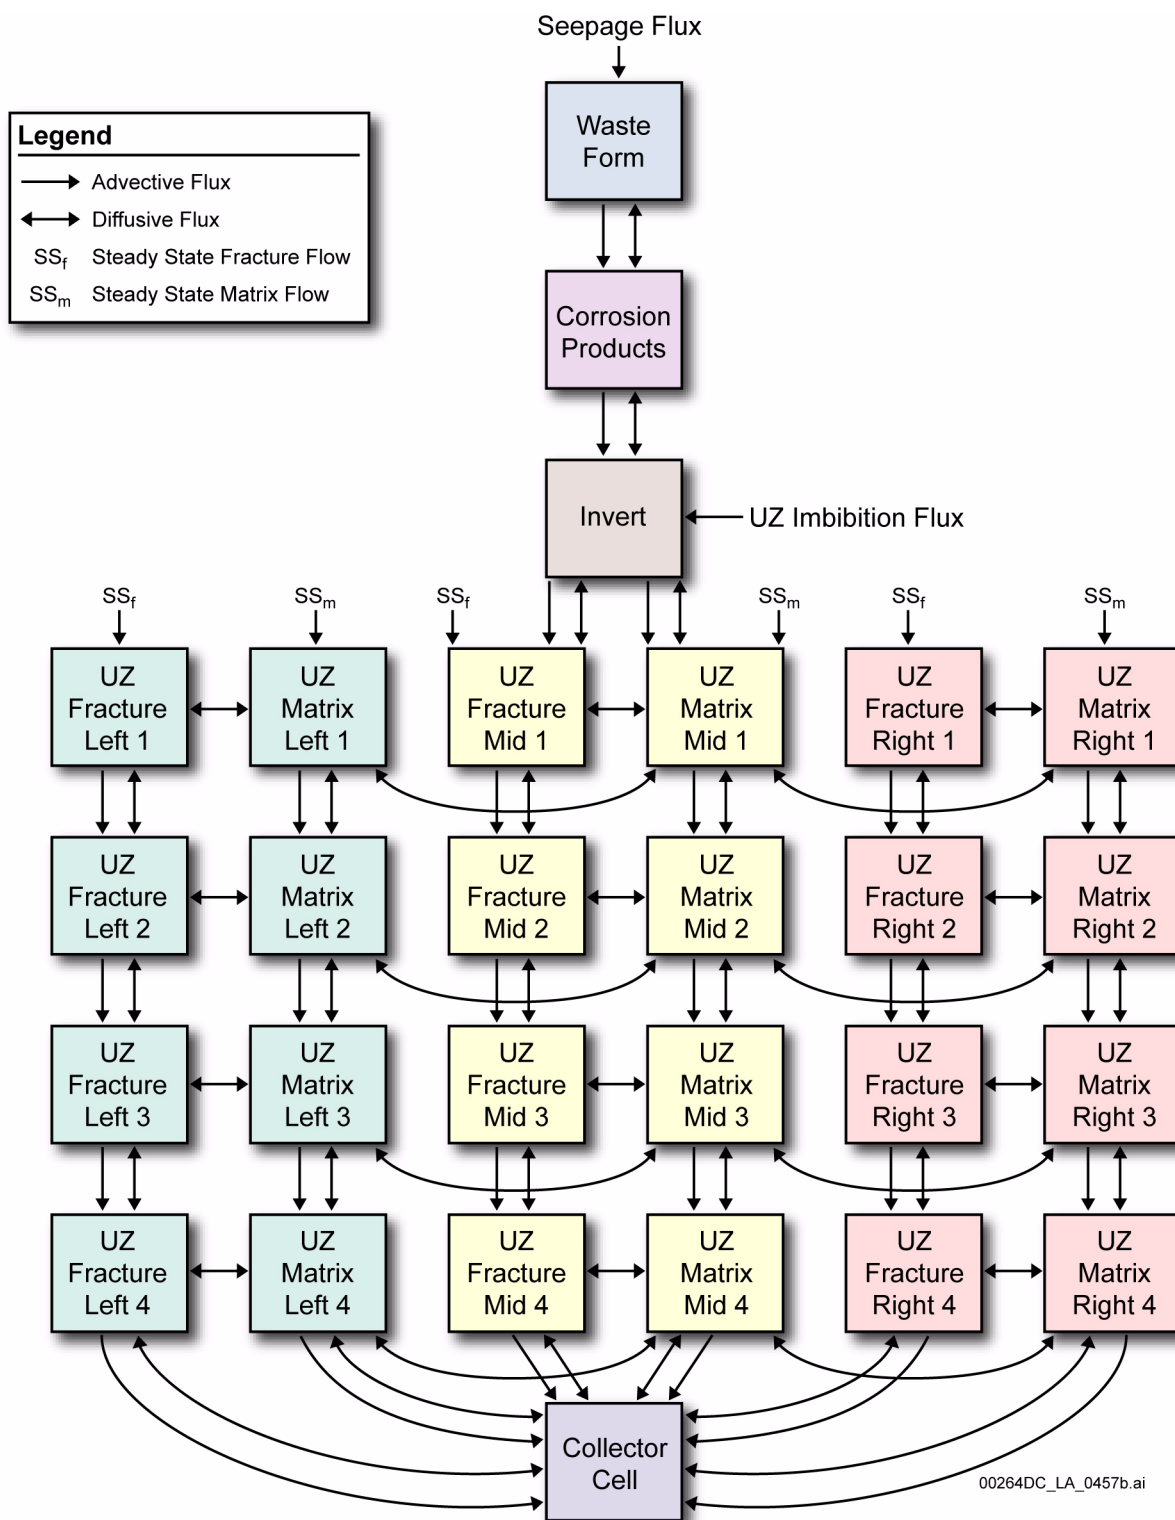 Seepage Flux
Legend
Advective Flux
Diffusive Flux
SSf Steady State Fracture Flow
SSm Steady State Matrix Flow
Waste
Form
Corrosion
Products
Invert
UZ Imbibition Flux
SSf
SSm
SSf
SSm
SSf
SSm
UZ
Fracture
Left 1
UZ
Matrix
Left 1
UZ
Fracture
Mid 1
UZ
Matrix
Mid 1
UZ
Fracture
Right 1
UZ
Matrix
Right 1
UZ
Fracture
Left 2
UZ
Matrix
Left 2
UZ
Fracture
Mid 2
UZ
Matrix
Mid 2
UZ
Fracture
Right 2
UZ
Matrix
Right 2
UZ
Fracture
Left 3
UZ
Matrix
Left 3
UZ
Fracture
Mid 3
UZ
Matrix
Mid 3
UZ
Fracture
Right 3
UZ
Matrix
Right 3
UZ
Fracture
Left 4
UZ
Matrix
Left 4
UZ
Fracture
Mid 4
UZ
Matrix
Mid 4
UZ
Fracture
Right 4
UZ
Matrix
Right 4
Collector
Cell
00264DC_LA_0457b.ai